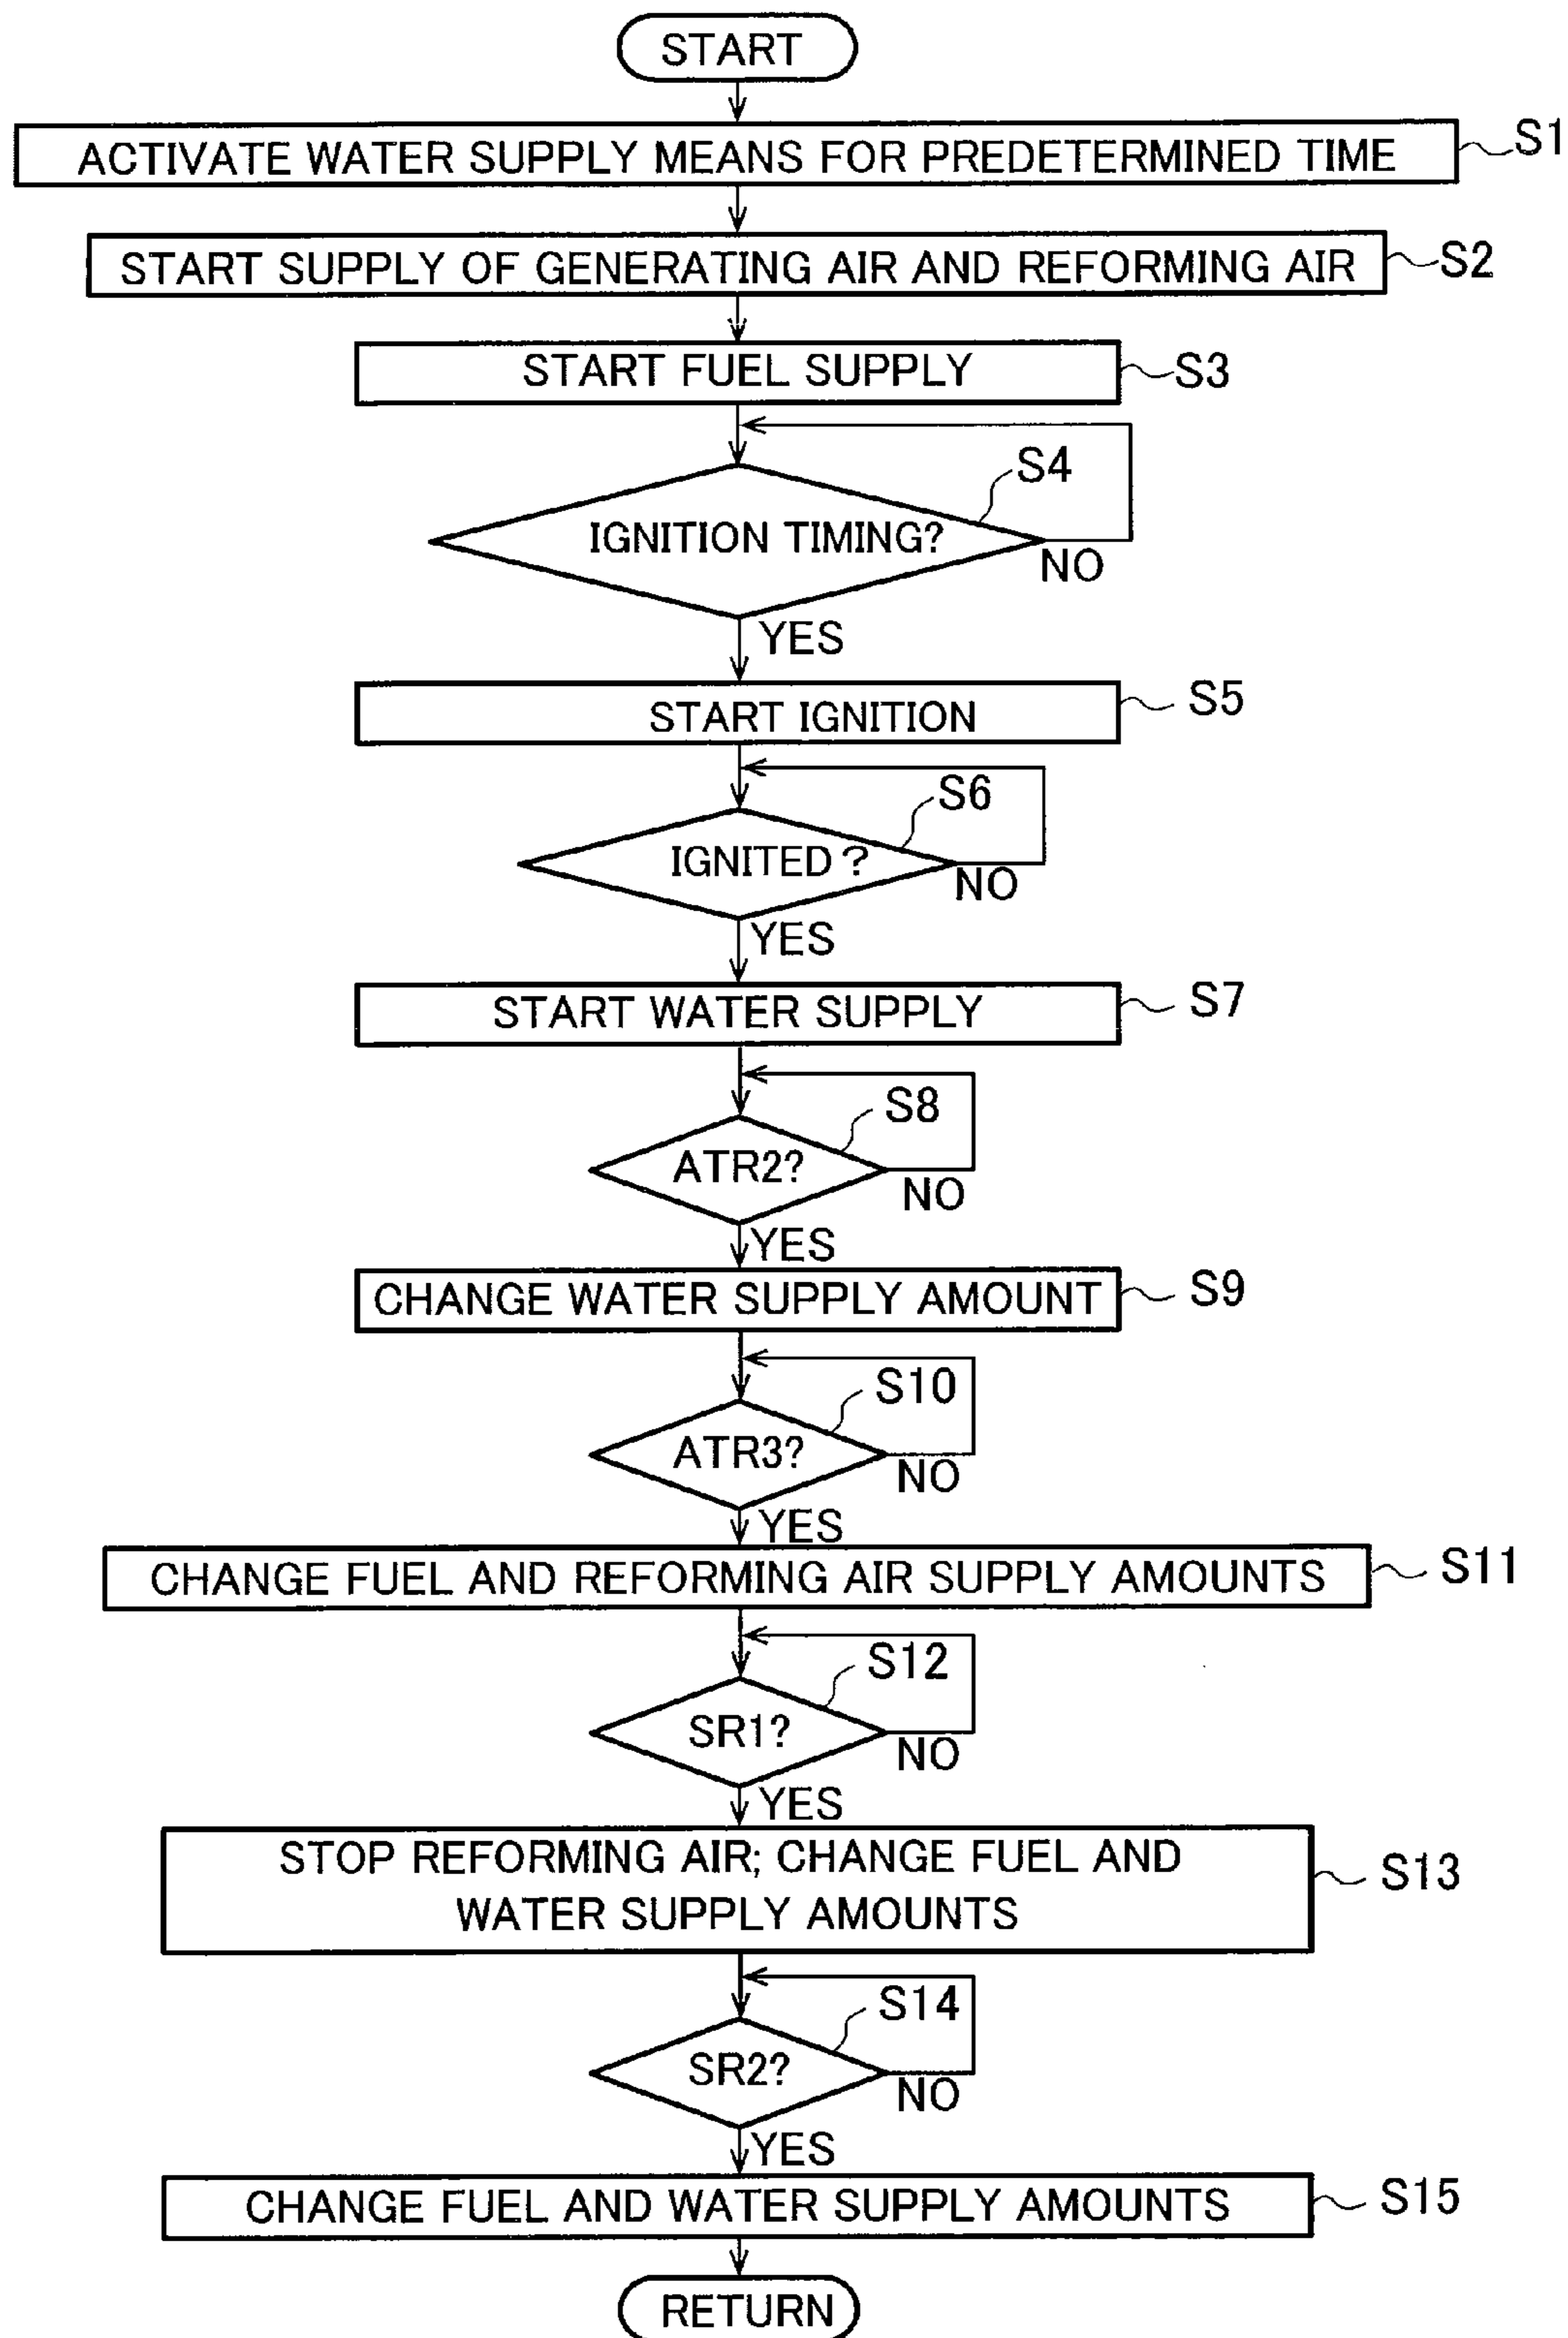 START
ACTIVATE WATER SUPPLY MEANS FOR PREDETERMINED TIME
S1
START SUPPLY OF GENERATING AIR AND REFORMING AIR
S2
START FUEL SUPPLY
S3
S4
IGNITION TIMING?
NO
YES
START IGNITION
S5
S6
IGNITED?
NO
YES
START WATER SUPPLY
S7
S8
ATR2?
NO
YES
CHANGE WATER SUPPLY AMOUNT
S9
S10
ATR3?
NO
YES
CHANGE FUEL AND REFORMING AIR SUPPLY AMOUNTS
S11
S12
SR1?
NO
YES
STOP REFORMING AIR; CHANGE FUEL AND
WATER SUPPLY AMOUNTS
S13
S14
SR2?
NO
YES
CHANGE FUEL AND WATER SUPPLY AMOUNTS
S15
RETURN